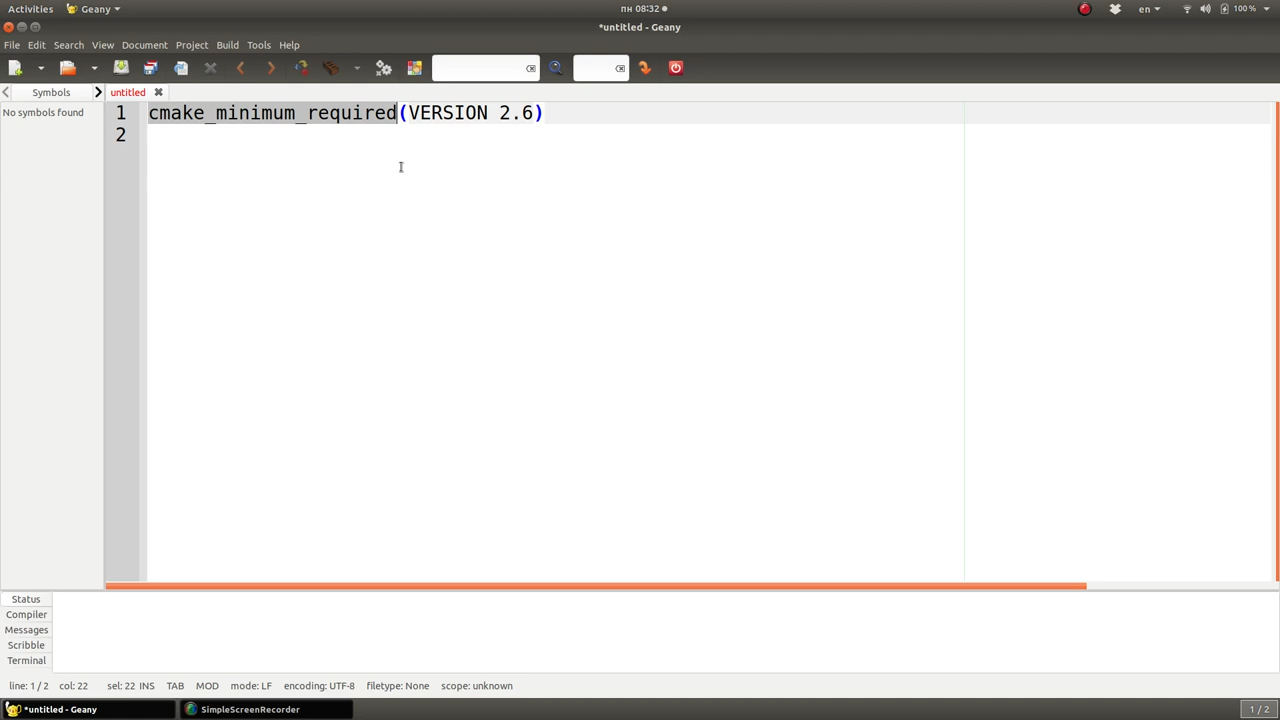 Activities Geany пн 08:32 en 100 %
*untitled - Geany
File Edit Search View Document Project Build Tools Help
Symbols untitled
No symbols found
1 cmake_minimum_required(VERSION 2.6)
2
Status
Compiler
Messages
Scribble
Terminal
line: 1 / 2 col: 22 sel: 22 INS TAB MOD mode: LF encoding: UTF-8 filetype: None scope: unknown
*untitled - Geany SimpleScreenRecorder 1 / 2